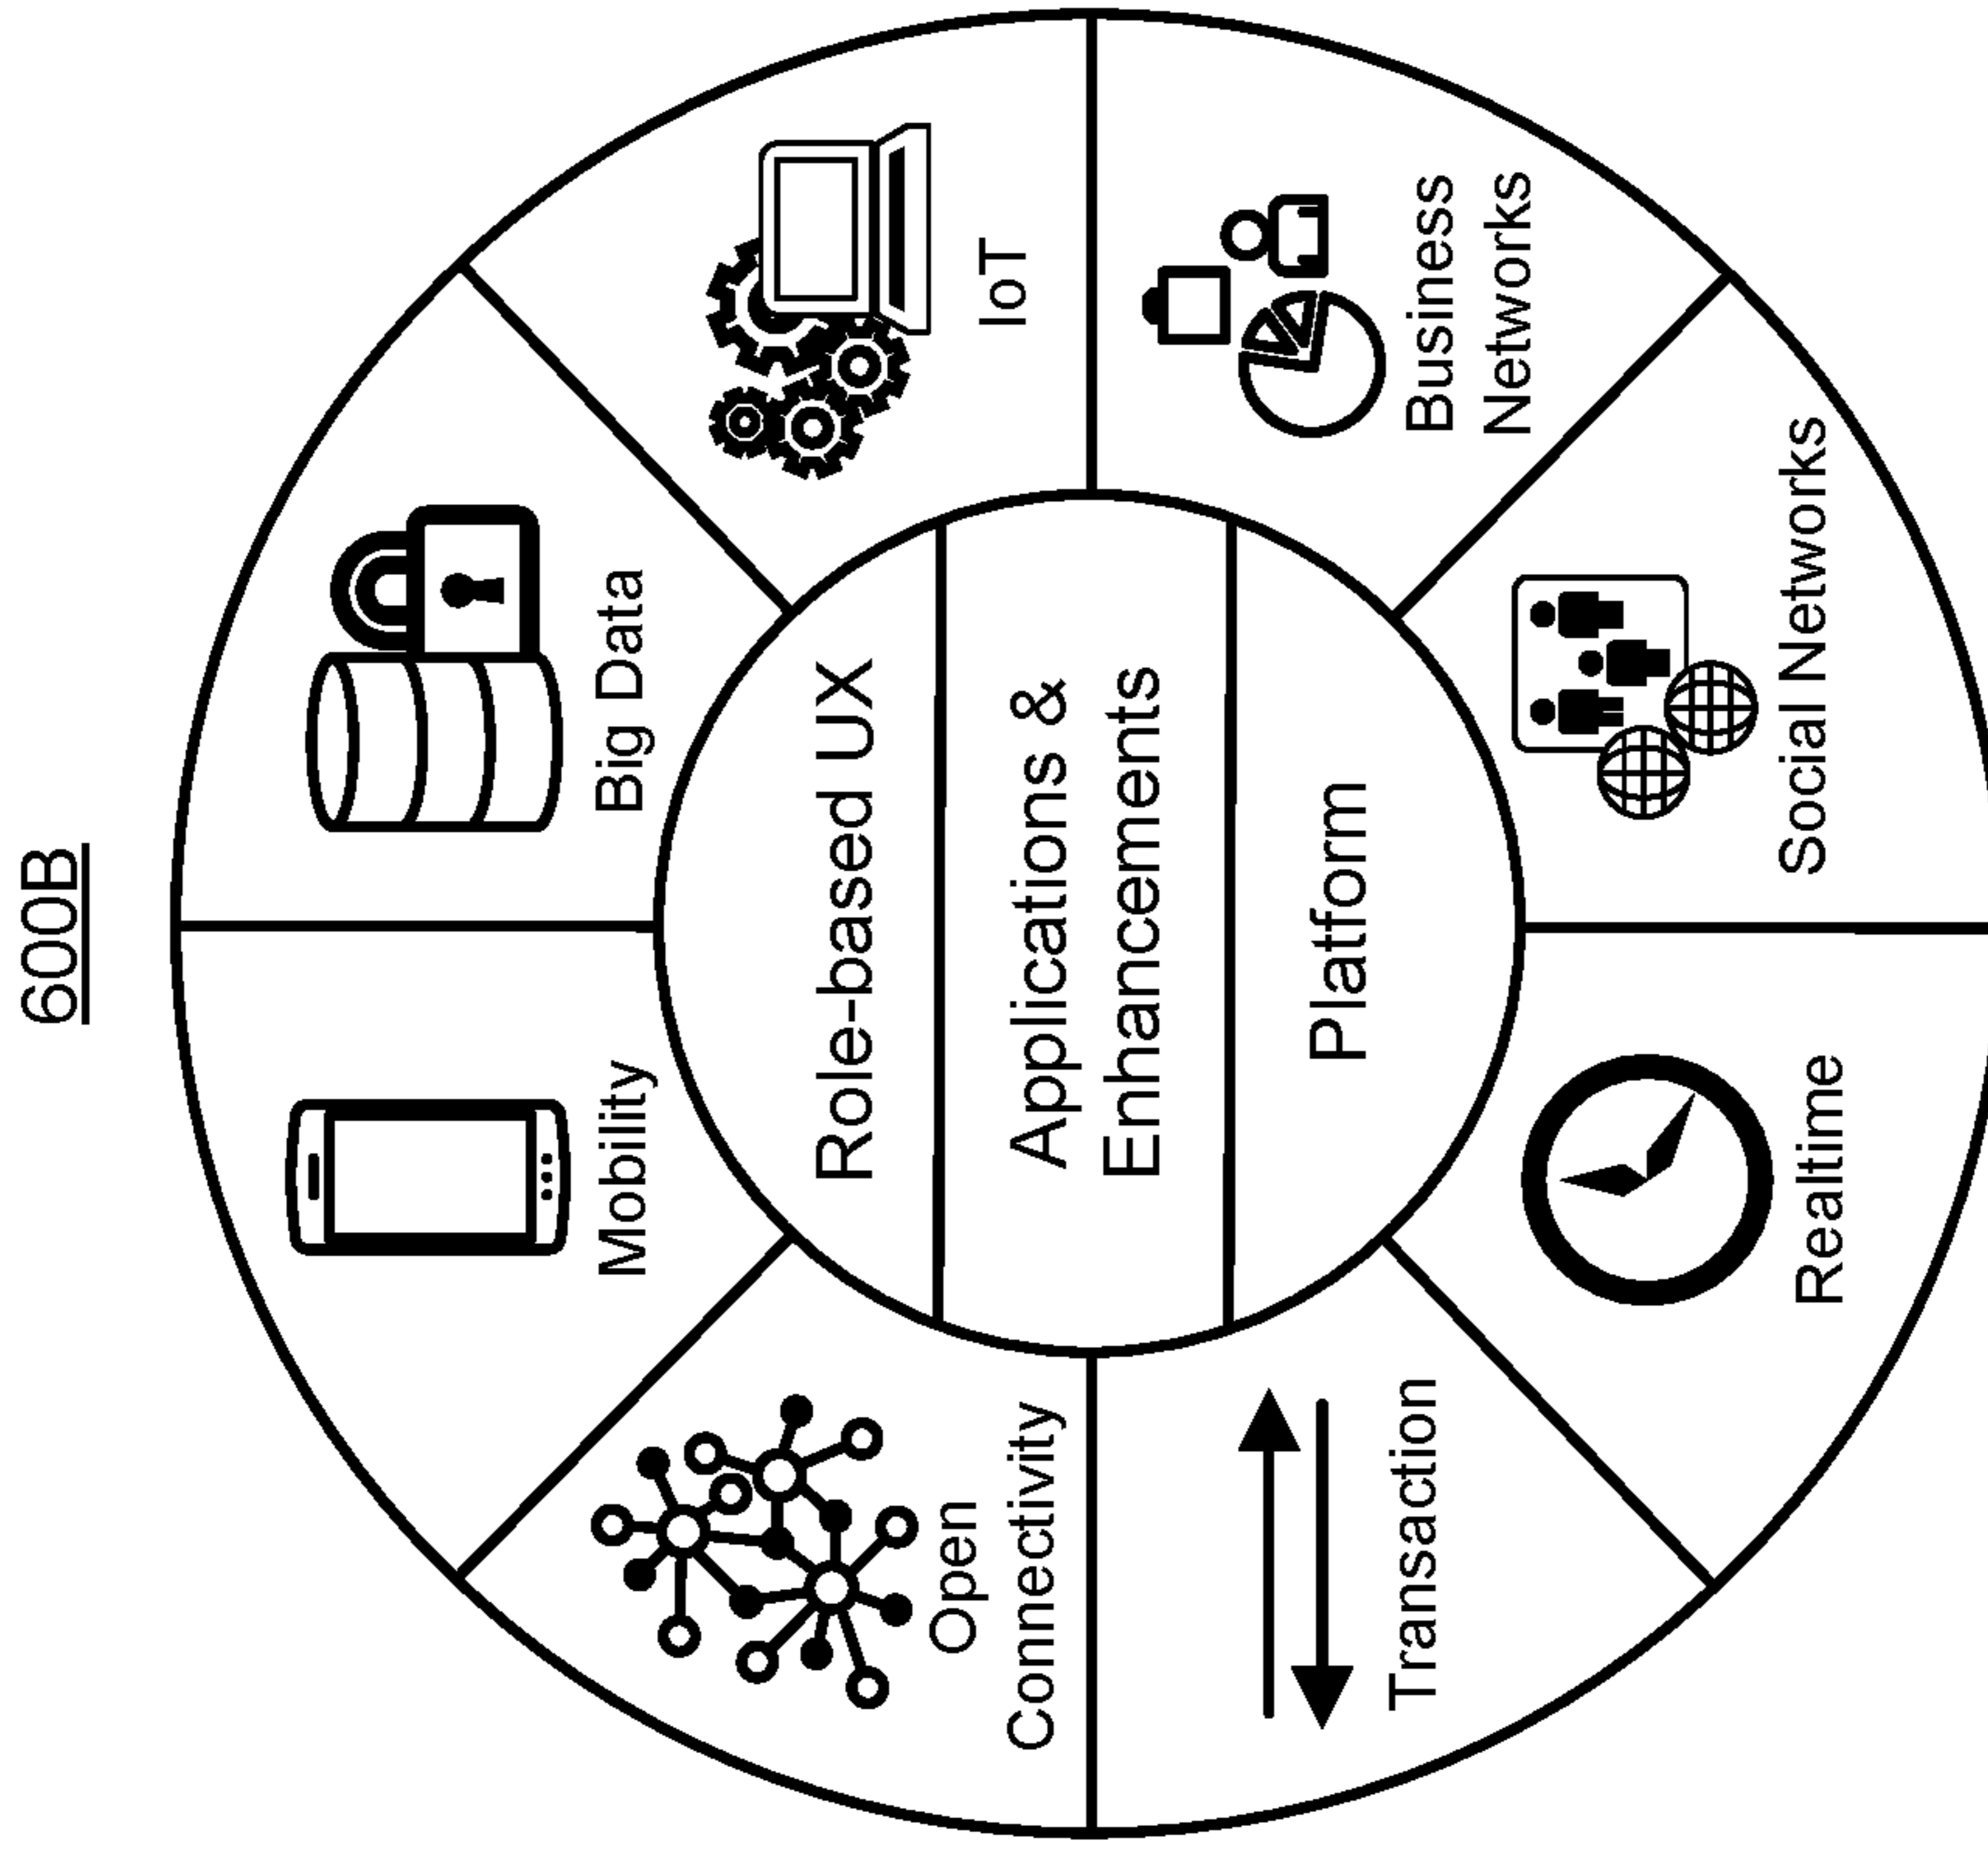 600B
Mobility
Big Data
Open
Connectivity
IoT
Role-based UX
Applications &
Enhancements
Platform
Transaction
Business
Networks
Realtime
Social Networks